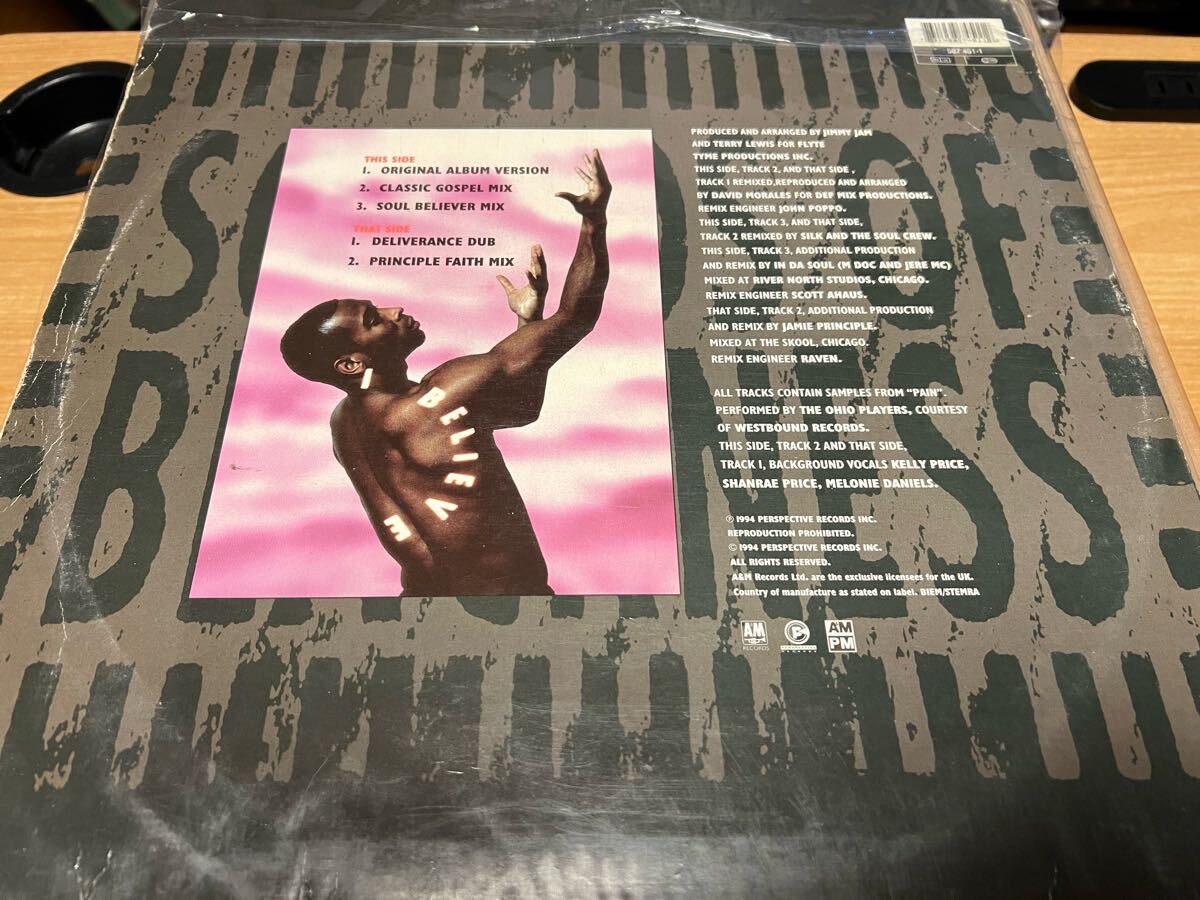 587 451-1
SOUNDS OF
BLACKNESS
THIS SIDE
1. ORIGINAL ALBUM VERSION
2. CLASSIC GOSPEL MIX
3. SOUL BELIEVER MIX
THAT SIDE
1. DELIVERANCE DUB
2. PRINCIPLE FAITH MIX
I BELIEVE
PRODUCED AND ARRANGED BY JIMMY JAM
AND TERRY LEWIS FOR FLYTE
TYME PRODUCTIONS INC.
THIS SIDE, TRACK 2, AND THAT SIDE ,
TRACK 1 REMIXED,REPRODUCED AND ARRANGED
BY DAVID MORALES FOR DEF MIX PRODUCTIONS.
REMIX ENGINEER JOHN POPPO.
THIS SIDE, TRACK 3, AND THAT SIDE,
TRACK 2 REMIXED BY SILK AND THE SOUL CREW.
THIS SIDE, TRACK 3, ADDITIONAL PRODUCTION
AND REMIX BY IN DA SOUL (M DOC AND JERE MC)
MIXED AT RIVER NORTH STUDIOS, CHICAGO.
REMIX ENGINEER SCOTT AHAUS.
THAT SIDE, TRACK 2, ADDITIONAL PRODUCTION
AND REMIX BY JAMIE PRINCIPLE.
MIXED AT THE SKOOL, CHICAGO.
REMIX ENGINEER RAVEN.
ALL TRACKS CONTAIN SAMPLES FROM "PAIN".
PERFORMED BY THE OHIO PLAYERS, COURTESY
OF WESTBOUND RECORDS.
THIS SIDE, TRACK 2 AND THAT SIDE,
TRACK 1, BACKGROUND VOCALS KELLY PRICE,
SHANRAE PRICE, MELONIE DANIELS.
℗ 1994 PERSPECTIVE RECORDS INC.
REPRODUCTION PROHIBITED.
© 1994 PERSPECTIVE RECORDS INC.
ALL RIGHTS RESERVED.
A&M Records Ltd. are the exclusive licensees for the UK.
Country of manufacture as stated on label. BIEM/STEMRA
A&M
RECORDS
PERSPECTIVE
RECORDS
AM
PM